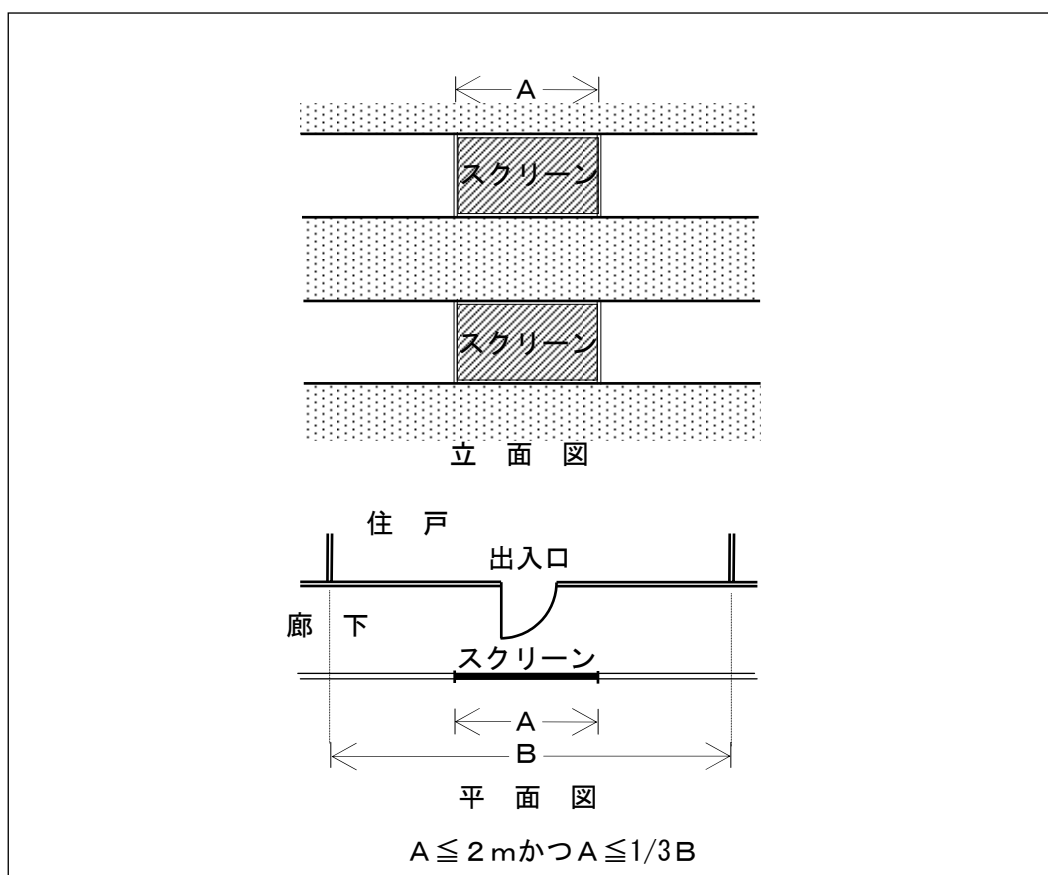 A
スクリーン
スクリーン
立 面 図
住 戸
出入口
廊 下
スクリーン
A
B
平 面 図
A≦2mかつA≦1/3B